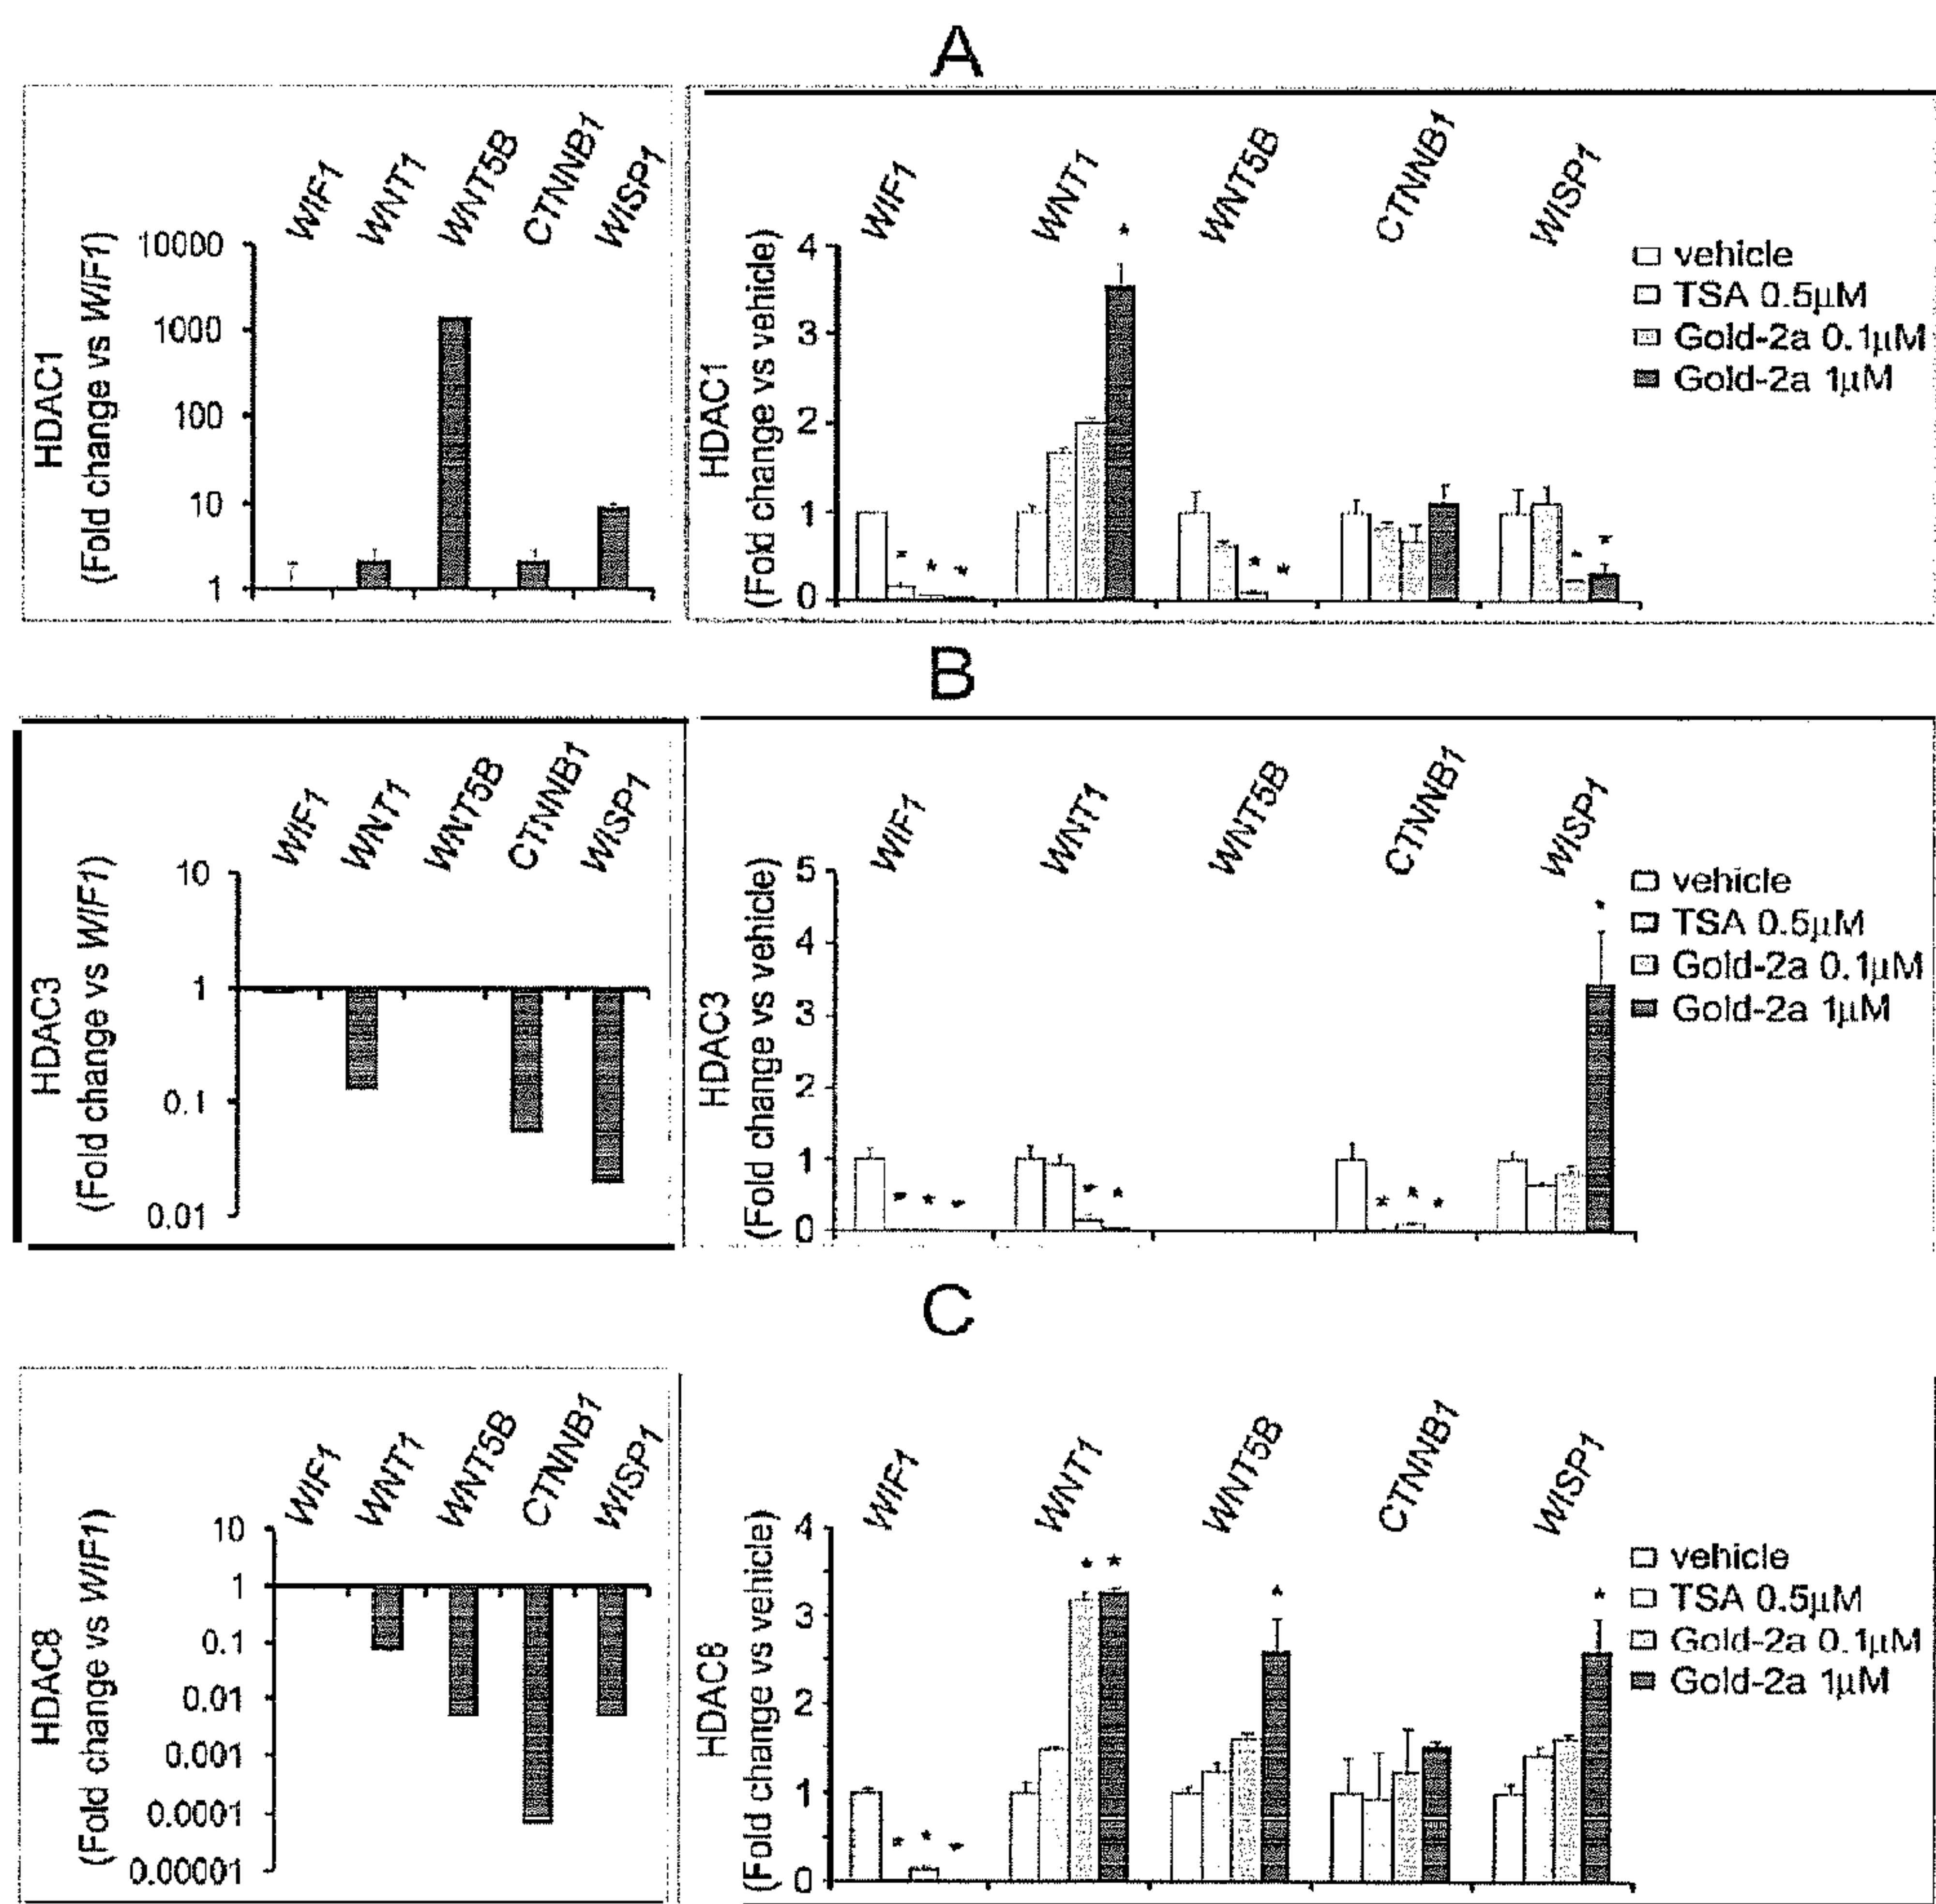 A
WIF1 WNT1 WNT5B CTNNB1 WISP1
HDAC1
(Fold change vs WIF1)
10000
1000
100
10
1
WIF1 WNT1 WNT5B CTNNB1 WISP1
HDAC1
(Fold change vs vehicle)
4
3
2
1
0
* * * * * * * *
vehicle
TSA 0.5µM
Gold-2a 0.1µM
Gold-2a 1µM
B
WIF1 WNT1 WNT5B CTNNB1 WISP1
HDAC3
(Fold change vs WIF1)
10
1
0.1
0.01
WIF1 WNT1 WNT5B CTNNB1 WISP1
HDAC3
(Fold change vs vehicle)
5
4
3
2
1
0
* * * * * * * * *
vehicle
TSA 0.5µM
Gold-2a 0.1µM
Gold-2a 1µM
C
WIF1 WNT1 WNT5B CTNNB1 WISP1
HDAC8
(Fold change vs WIF1)
10
1
0.1
0.01
0.001
0.0001
0.00001
WIF1 WNT1 WNT5B CTNNB1 WISP1
HDAC8
(Fold change vs vehicle)
4
3
2
1
0
* * * * * * *
vehicle
TSA 0.5µM
Gold-2a 0.1µM
Gold-2a 1µM